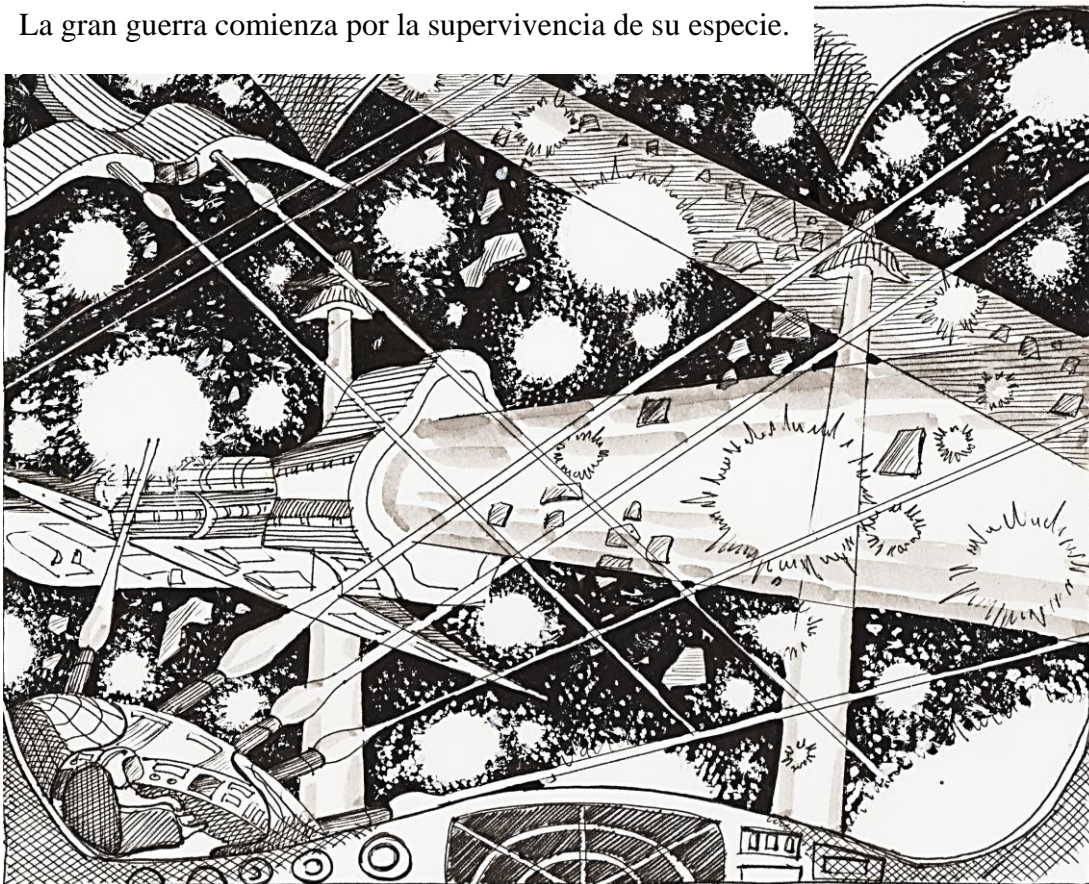 La gran guerra comienza por la supervivencia de su especie.